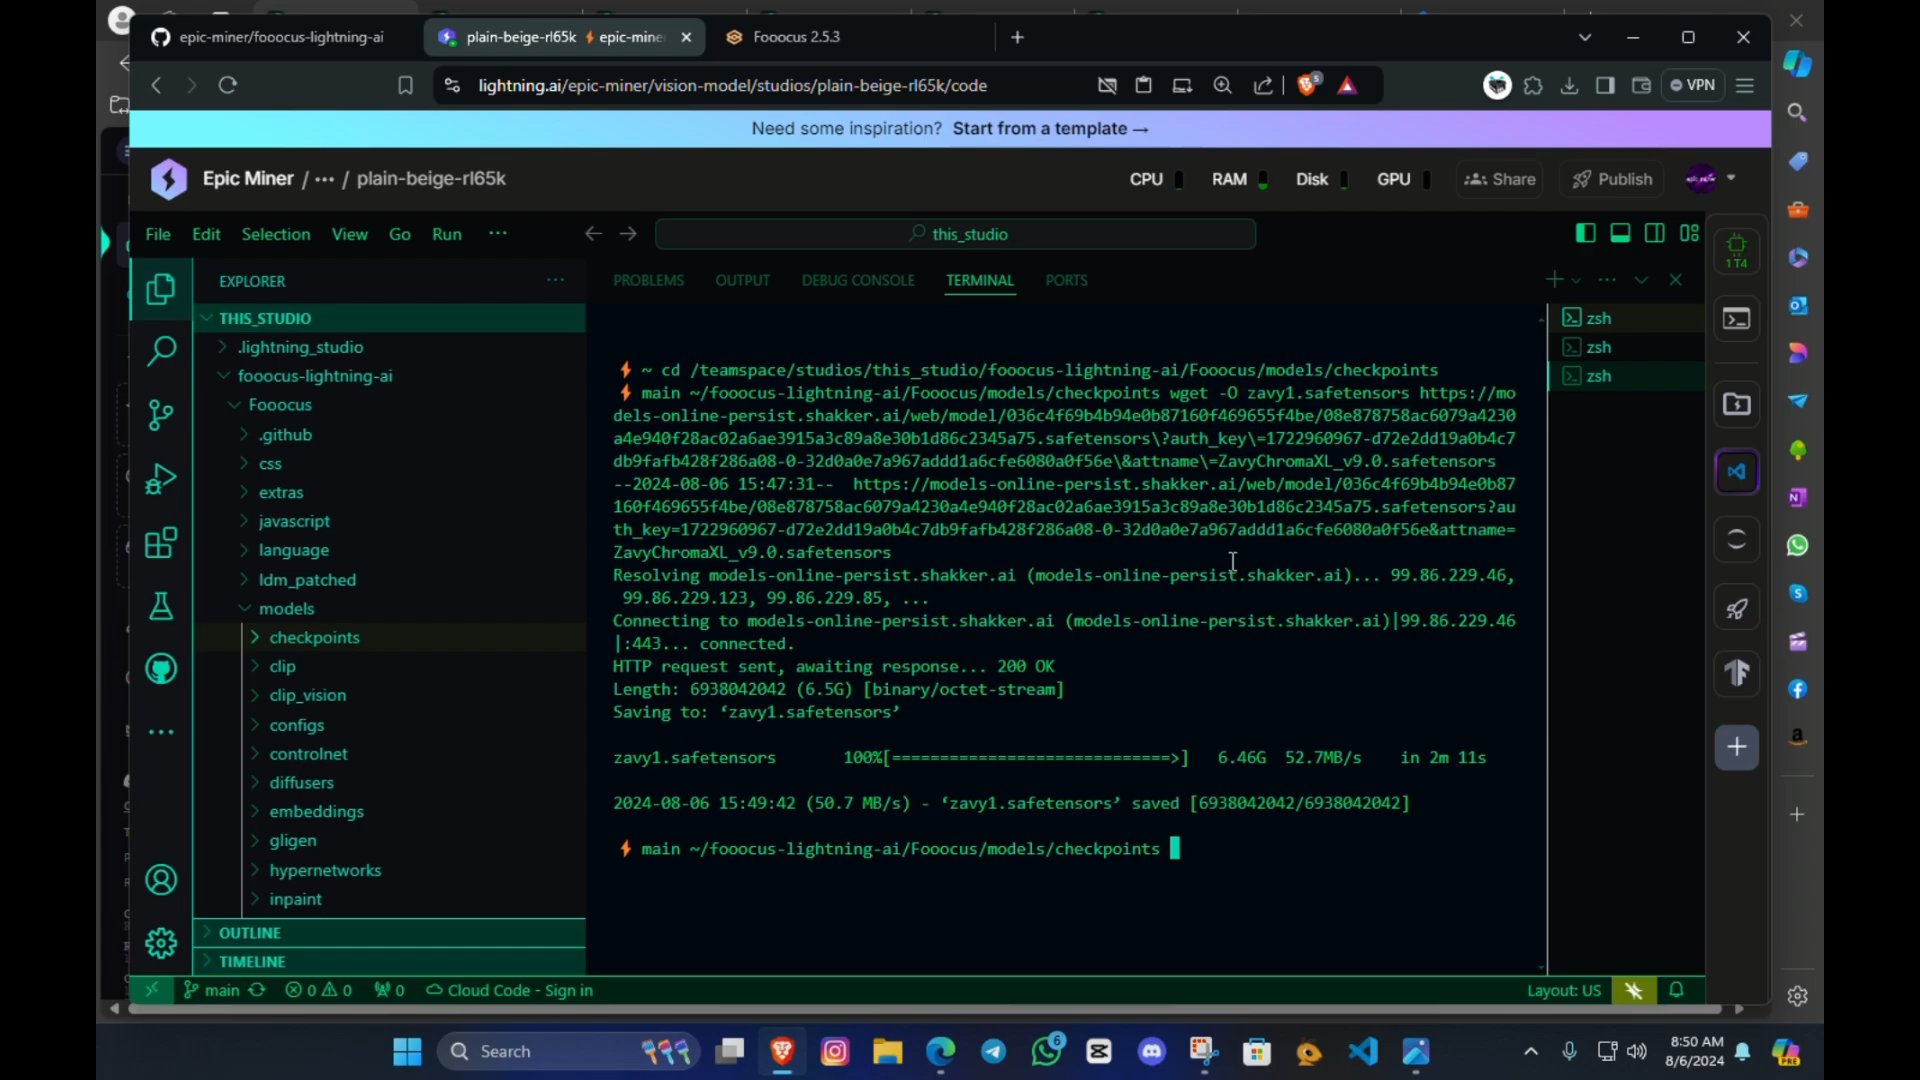 epic-miner/fooocus-lightning-ai
plain-beige-rl65k ⚡ epic-mine
Fooocus 2.5.3
lightning.ai/epic-miner/vision-model/studios/plain-beige-rl65k/code
5
VPN
Need some inspiration? Start from a template →
Epic Miner / ··· / plain-beige-rl65k
CPU
RAM
Disk
GPU
Share
Publish
File Edit Selection View Go Run ···
this_studio
1 T4
EXPLORER
PROBLEMS OUTPUT DEBUG CONSOLE TERMINAL PORTS
THIS_STUDIO
.lightning_studio
fooocus-lightning-ai
Fooocus
.github
css
extras
javascript
language
ldm_patched
models
checkpoints
clip
clip_vision
configs
controlnet
diffusers
embeddings
gligen
hypernetworks
inpaint
OUTLINE
TIMELINE
⚡ ~ cd /teamspace/studios/this_studio/fooocus-lightning-ai/Fooocus/models/checkpoints
⚡ main ~/fooocus-lightning-ai/Fooocus/models/checkpoints wget -O zavy1.safetensors https://mo
dels-online-persist.shakker.ai/web/model/036c4f69b4b94e0b87160f469655f4be/08e878758ac6079a4230
a4e940f28ac02a6ae3915a3c89a8e30b1d86c2345a75.safetensors\?auth_key\=1722960967-d72e2dd19a0b4c7
db9fafb428f286a08-0-32d0a0e7a967addd1a6cfe6080a0f56e\&attname\=ZavyChromaXL_v9.0.safetensors
--2024-08-06 15:47:31-- https://models-online-persist.shakker.ai/web/model/036c4f69b4b94e0b87
160f469655f4be/08e878758ac6079a4230a4e940f28ac02a6ae3915a3c89a8e30b1d86c2345a75.safetensors?au
th_key=1722960967-d72e2dd19a0b4c7db9fafb428f286a08-0-32d0a0e7a967addd1a6cfe6080a0f56e&attname=
ZavyChromaXL_v9.0.safetensors
Resolving models-online-persist.shakker.ai (models-online-persist.shakker.ai)... 99.86.229.46,
99.86.229.123, 99.86.229.85, ...
Connecting to models-online-persist.shakker.ai (models-online-persist.shakker.ai)|99.86.229.46
|:443... connected.
HTTP request sent, awaiting response... 200 OK
Length: 6938042042 (6.5G) [binary/octet-stream]
Saving to: ‘zavy1.safetensors’
zavy1.safetensors 100%[=============================>] 6.46G 52.7MB/s in 2m 11s
2024-08-06 15:49:42 (50.7 MB/s) - ‘zavy1.safetensors’ saved [6938042042/6938042042]
⚡ main ~/fooocus-lightning-ai/Fooocus/models/checkpoints
zsh
zsh
zsh
main
0
0
0
Cloud Code - Sign in
Layout: US
Search
6
8:50 AM
8/6/2024
PRE